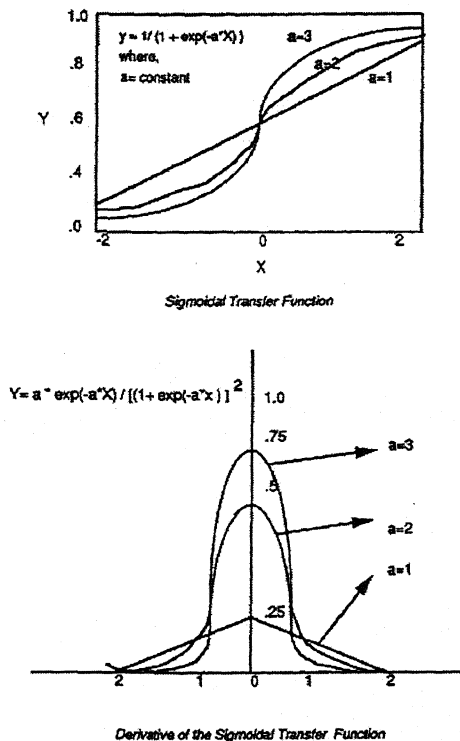 1.0
y = 1/ {1 + exp(-a*X) }
where,
a= constant
a=3
a=2
a=1
.8
Y
.6
.4
.0
-2
0
2
X
Sigmoidal Transfer Function
Y= a * exp(-a*X) / [(1+ exp(-a*x ) ] 2
1.0
.75
a=3
.5
a=2
a=1
.25
2
1
0
1
2
Derivative of the Sigmoidal Transfer Function